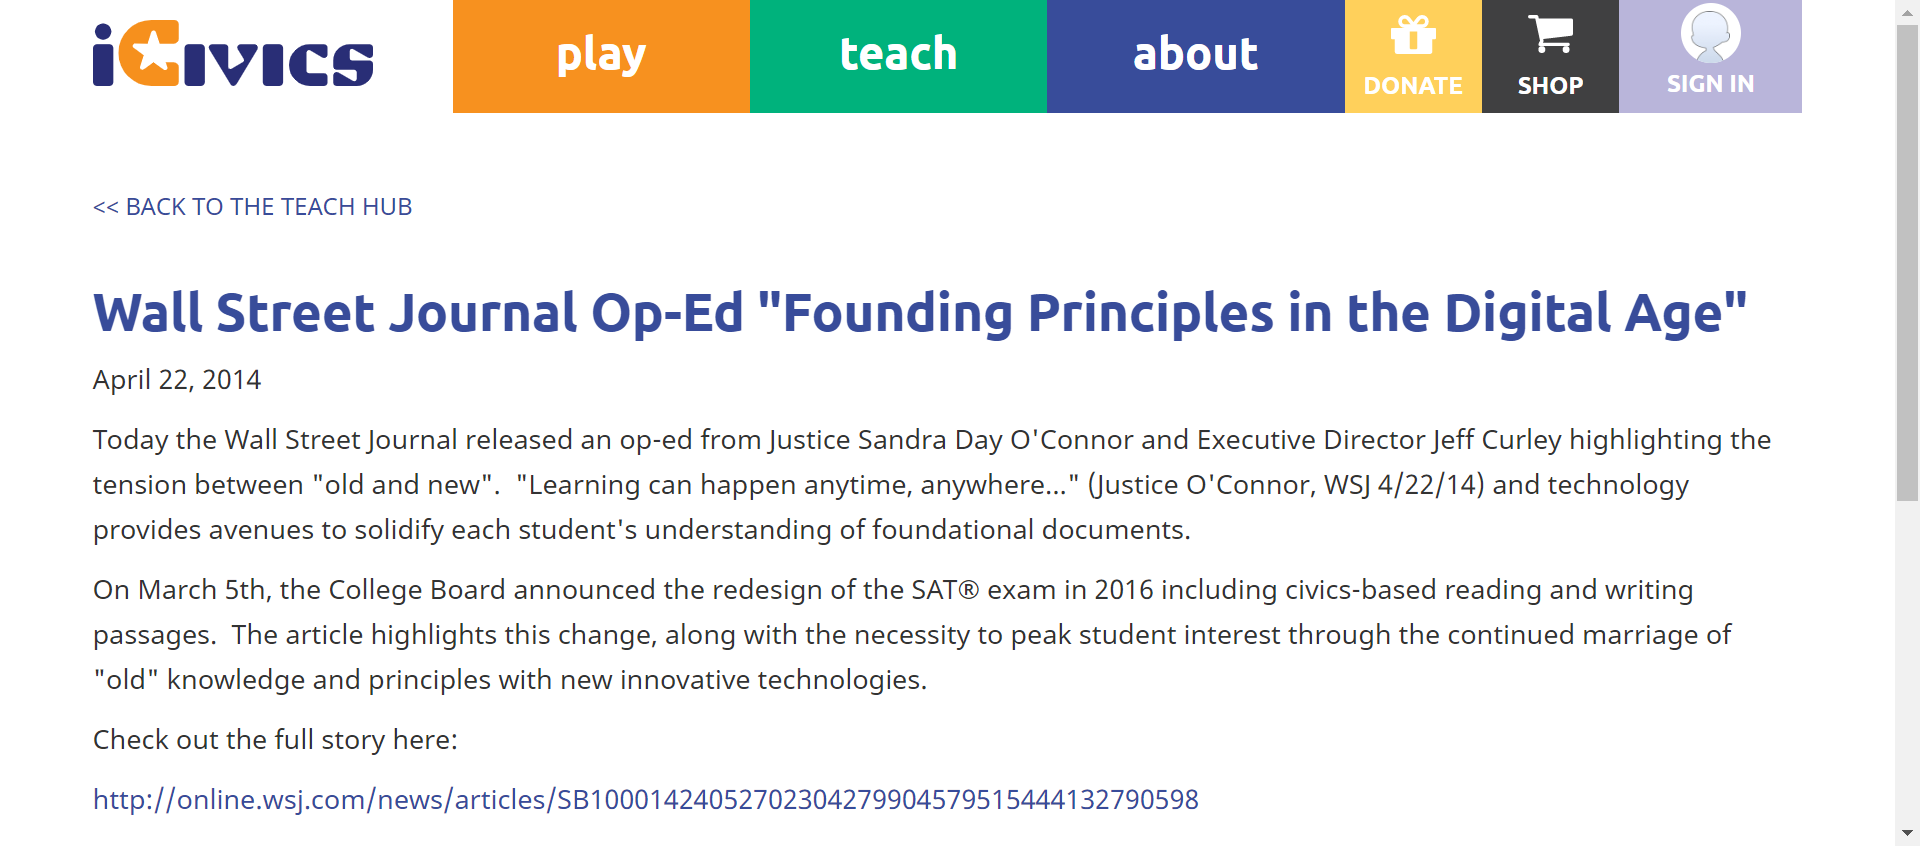 iCivics
play
teach
about
DONATE
SHOP
SIGN IN
<< BACK TO THE TEACH HUB
Wall Street Journal Op-Ed "Founding Principles in the Digital Age"
April 22, 2014
Today the Wall Street Journal released an op-ed from Justice Sandra Day O'Connor and Executive Director Jeff Curley highlighting the
tension between "old and new".  "Learning can happen anytime, anywhere..." (Justice O'Connor, WSJ 4/22/14) and technology
provides avenues to solidify each student's understanding of foundational documents.
On March 5th, the College Board announced the redesign of the SAT® exam in 2016 including civics-based reading and writing
passages.  The article highlights this change, along with the necessity to peak student interest through the continued marriage of
"old" knowledge and principles with new innovative technologies.
Check out the full story here:
http://online.wsj.com/news/articles/SB10001424052702304279904579515444132790598